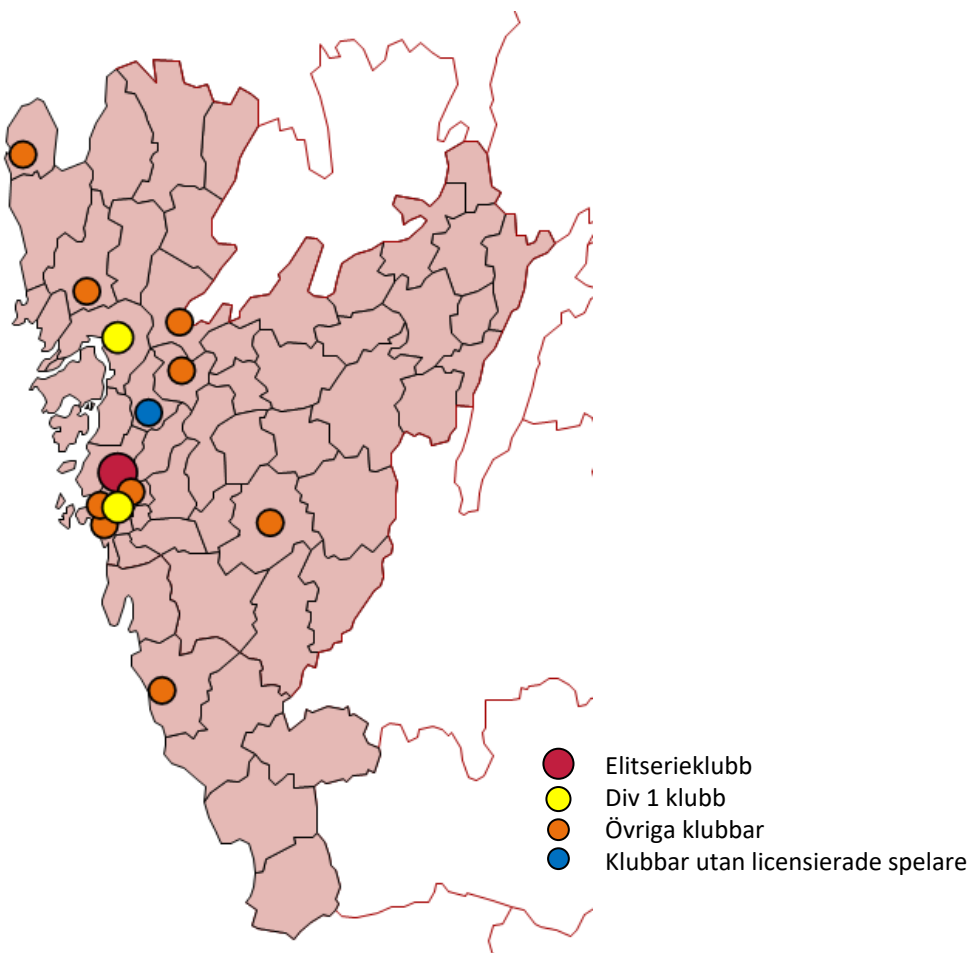 Elitserieklubb
Div 1 klubb
Övriga klubbar
Klubbar utan licensierade spelare